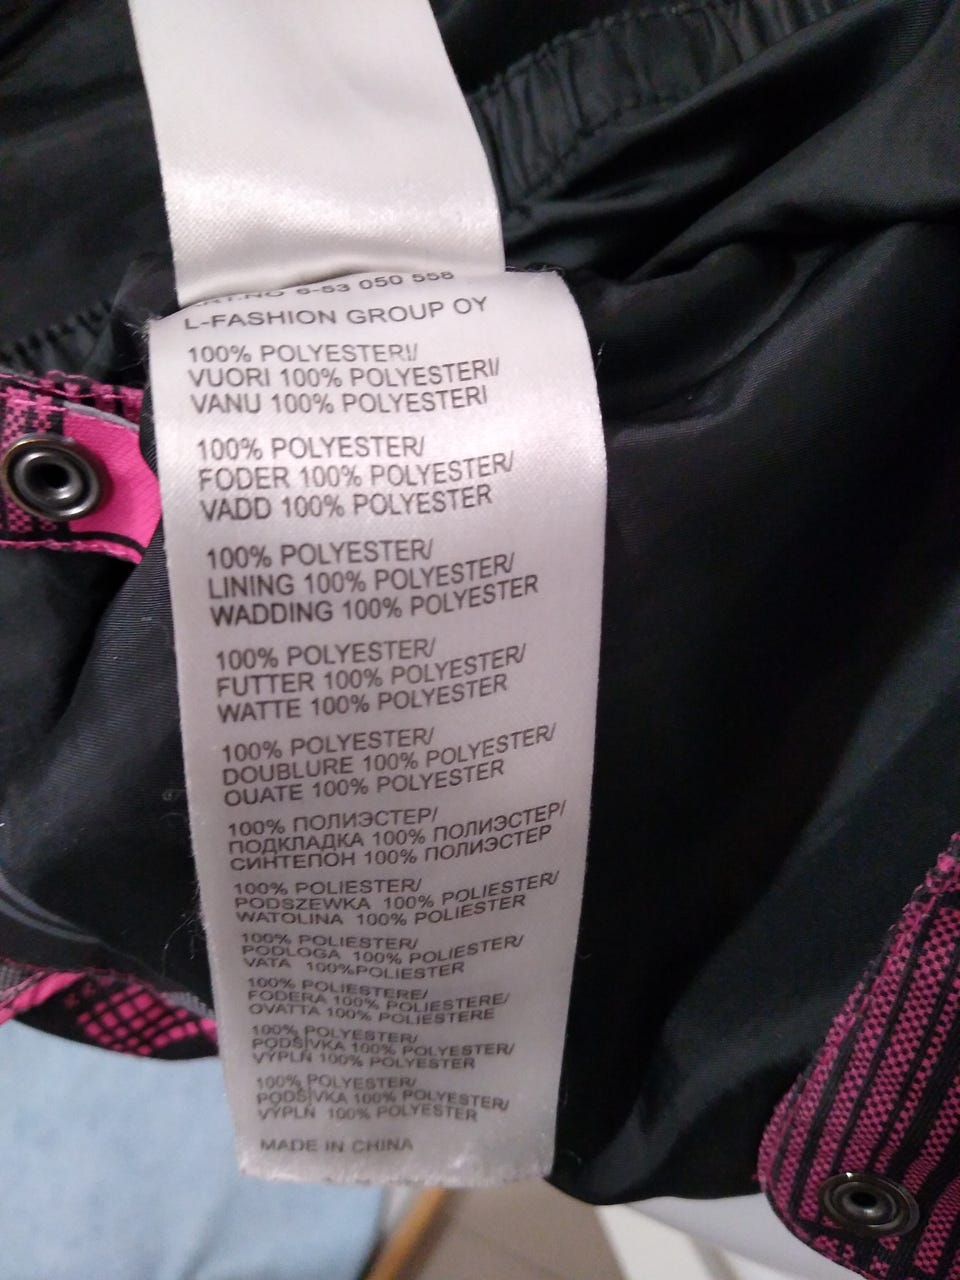 6-53 050 558
L-FASHION GROUP OY
100% POLYESTERI/
VUORI 100% POLYESTERI/
VANU 100% POLYESTERI
100% POLYESTER/
FODER 100% POLYESTER/
VADD 100% POLYESTER
100% POLYESTER/
LINING 100% POLYESTER/
WADDING 100% POLYESTER
100% POLYESTER/
FUTTER 100% POLYESTER/
WATTE 100% POLYESTER
100% POLYESTER/
DOUBLURE 100% POLYESTER/
OUATE 100% POLYESTER
100% ПОЛИЭСТЕР/
ПОДКЛАДКА 100% ПОЛИЭСТЕР/
СИНТЕПОН 100% ПОЛИЭСТЕР
100% POLIESTER/
PODSZEWKA 100% POLIESTER/
WATOLINA 100% POLIESTER
100% POLIESTER/
PODLOGA 100% POLIESTER/
VATA 100%POLIESTER
100% POLIESTERE/
FODERA 100% POLIESTERE/
OVATTA 100% POLIESTERE
100% POLYESTER/
PODŠÍVKA 100% POLYESTER/
VÝPLŇ 100% POLYESTER
100% POLYESTER/
PODŠÍVKA 100% POLYESTER/
VÝPLŇ 100% POLYESTER
MADE IN CHINA